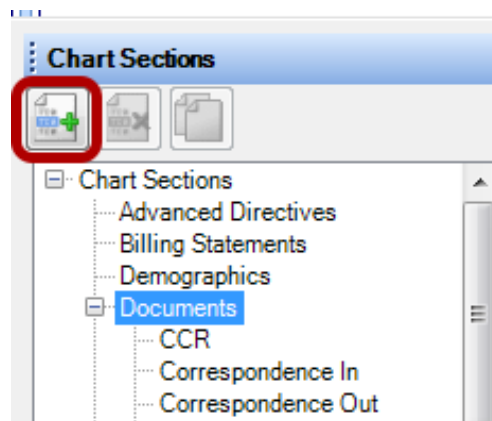 Chart Sections
Chart Sections
Advanced Directives
Billing Statements
Demographics
Documents
CCR
Correspondence In
Correspondence Out